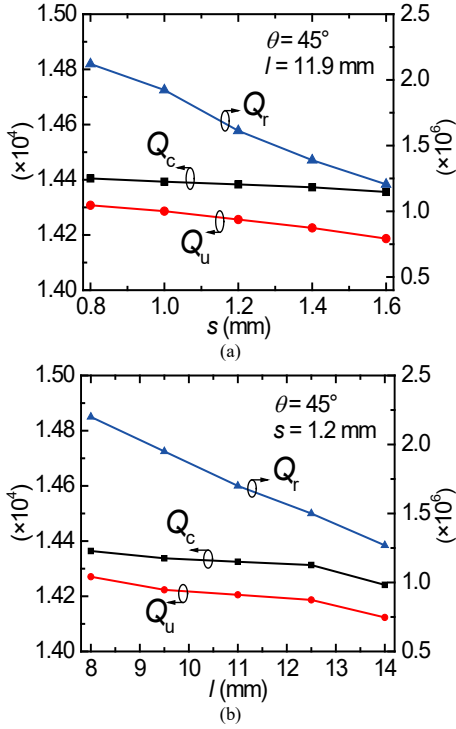 1.50
1.48
1.46
1.44
1.42
1.40
(×10⁴)
θ = 45°
l = 11.9 mm
Qr
Qc
Qu
2.5
2.0
1.5
1.0
0.5
(×10⁶)
0.8 1.0 1.2 1.4 1.6
s (mm)
(a)
1.50
1.48
1.46
1.44
1.42
1.40
(×10⁴)
θ = 45°
s = 1.2 mm
Qr
Qc
Qu
2.5
2.0
1.5
1.0
0.5
(×10⁶)
8 9 10 11 12 13 14
l (mm)
(b)